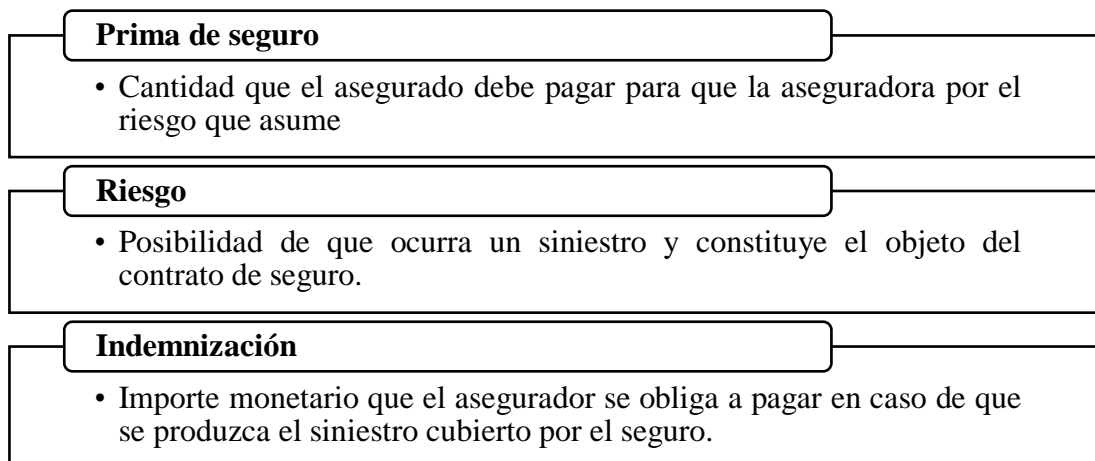 Prima de seguro
• Cantidad que el asegurado debe pagar para que la aseguradora por el
riesgo que asume
Riesgo
• Posibilidad de que ocurra un siniestro y constituye el objeto del
contrato de seguro.
Indemnización
• Importe monetario que el asegurador se obliga a pagar en caso de que
se produzca el siniestro cubierto por el seguro.